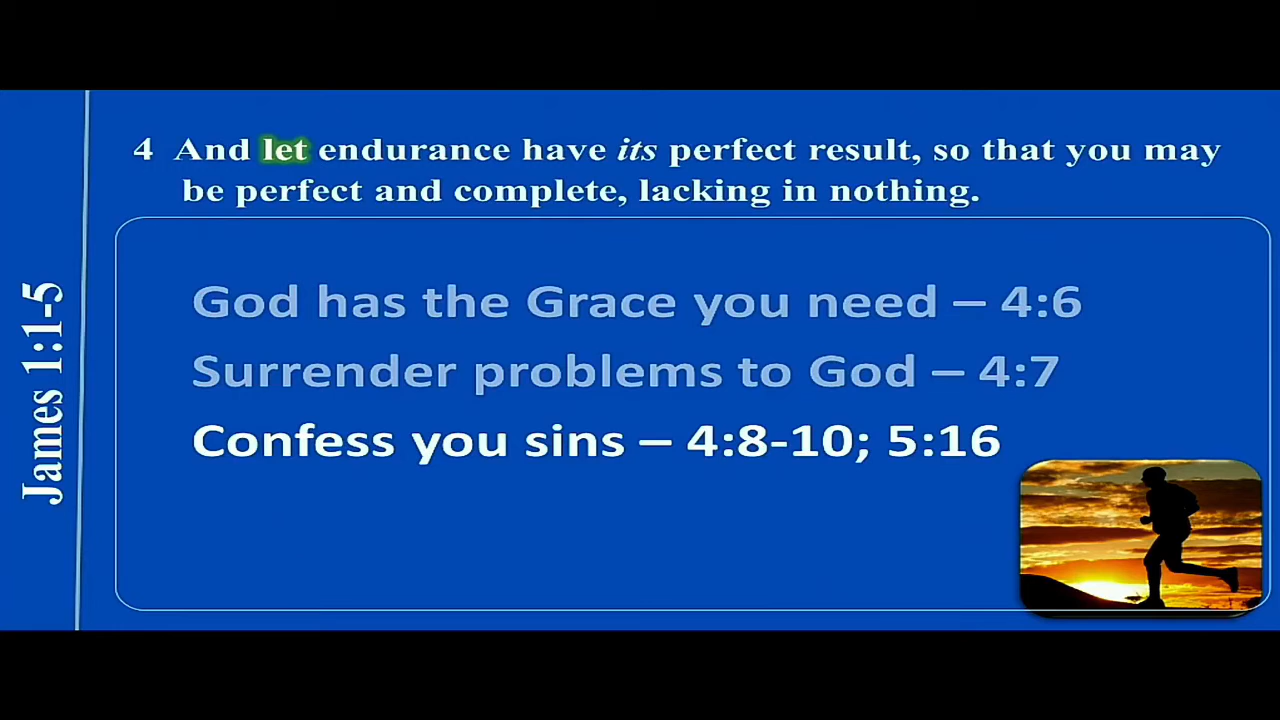 James 1:1-5
4 And let endurance have its perfect result, so that you may
be perfect and complete, lacking in nothing.
God has the Grace you need – 4:6
Surrender problems to God – 4:7
Confess you sins – 4:8-10; 5:16